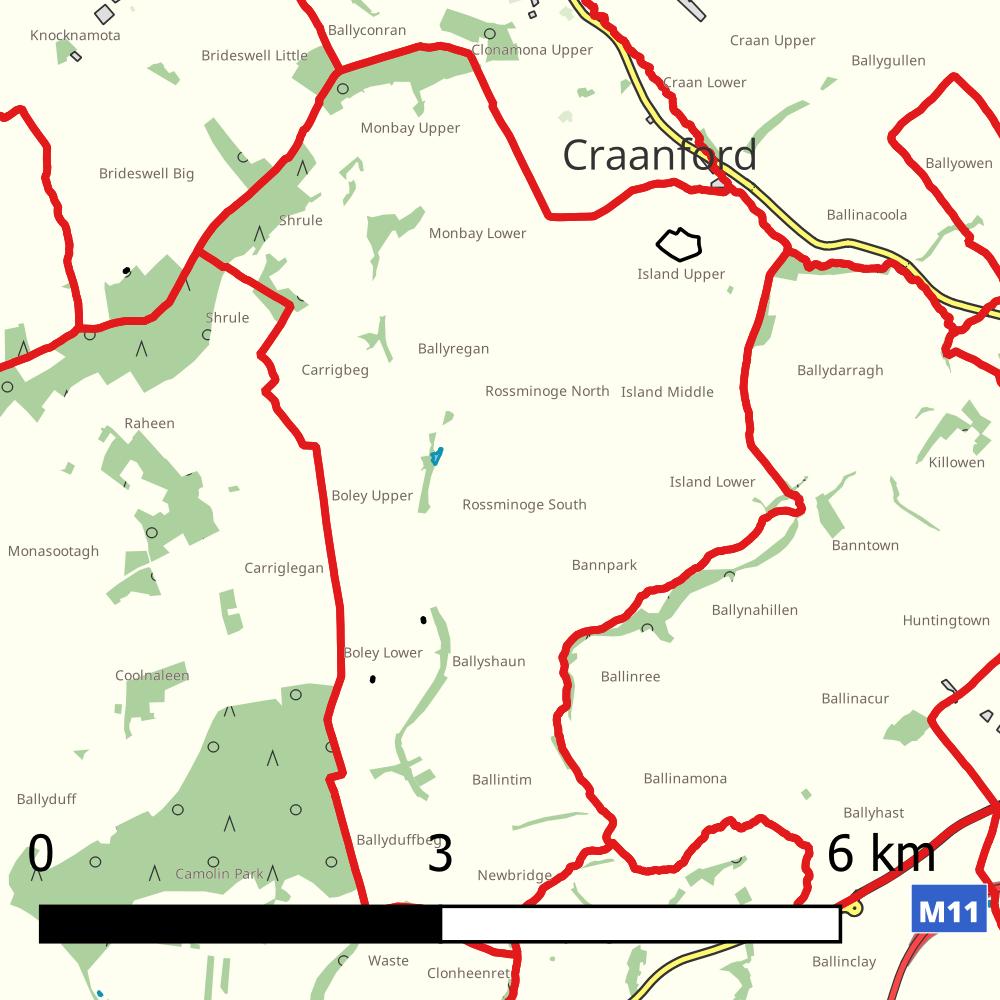 Knocknamota
Ballyconran
Brideswell Little
Clonamona Upper
Craan Upper
Ballygullen
Craan Lower
Monbay Upper
Craanford
Ballyowen
Brideswell Big
Ballinacoola
Shrule
Monbay Lower
Island Upper
Shrule
Ballyregan
Carrigbeg
Ballydarragh
Rossminoge North
Island Middle
Raheen
Killowen
Island Lower
Boley Upper
Rossminoge South
Monasootagh
Banntown
Bannpark
Carriglegan
Ballynahillen
Huntingtown
Boley Lower
Ballyshaun
Coolnaleen
Ballinree
Ballinacur
Ballintim
Ballinamona
Ballyduff
Ballyhast
Ballyduffbeg
0
3
6 km
Camolin Park
Newbridge
M11
Waste
Clonheenret
Ballinclay